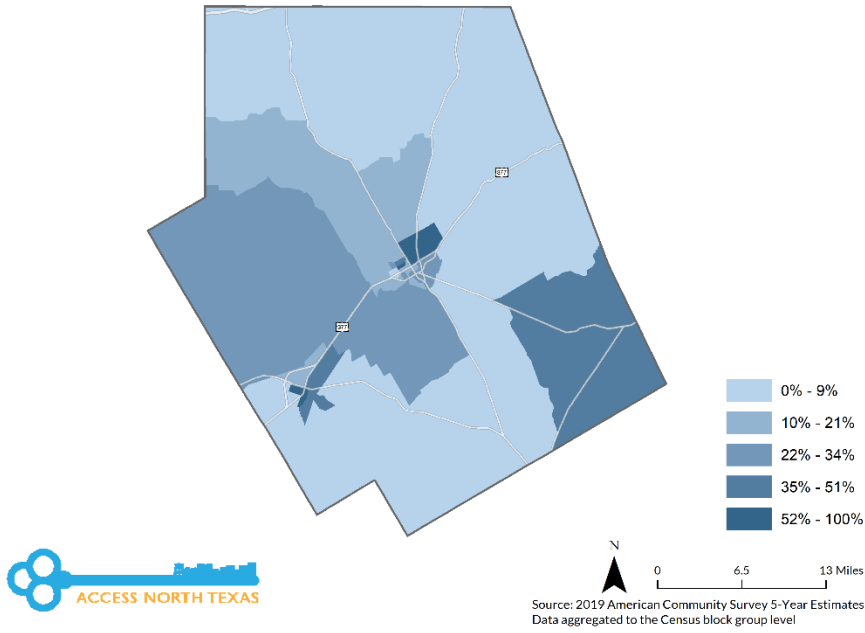 377
377
0% - 9%
10% - 21%
22% - 34%
35% - 51%
52% - 100%
N
0 6.5 13 Miles
ACCESS NORTH TEXAS
Source: 2019 American Community Survey 5-Year Estimates
Data aggregated to the Census block group level